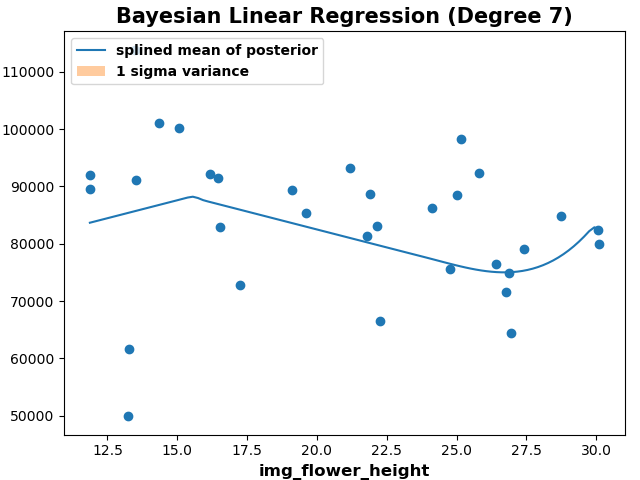 Bayesian Linear Regression (Degree 7)
splined mean of posterior
1 sigma variance
110000
100000
90000
80000
70000
60000
50000
12.5 15.0 17.5 20.0 22.5 25.0 27.5 30.0
img_flower_height